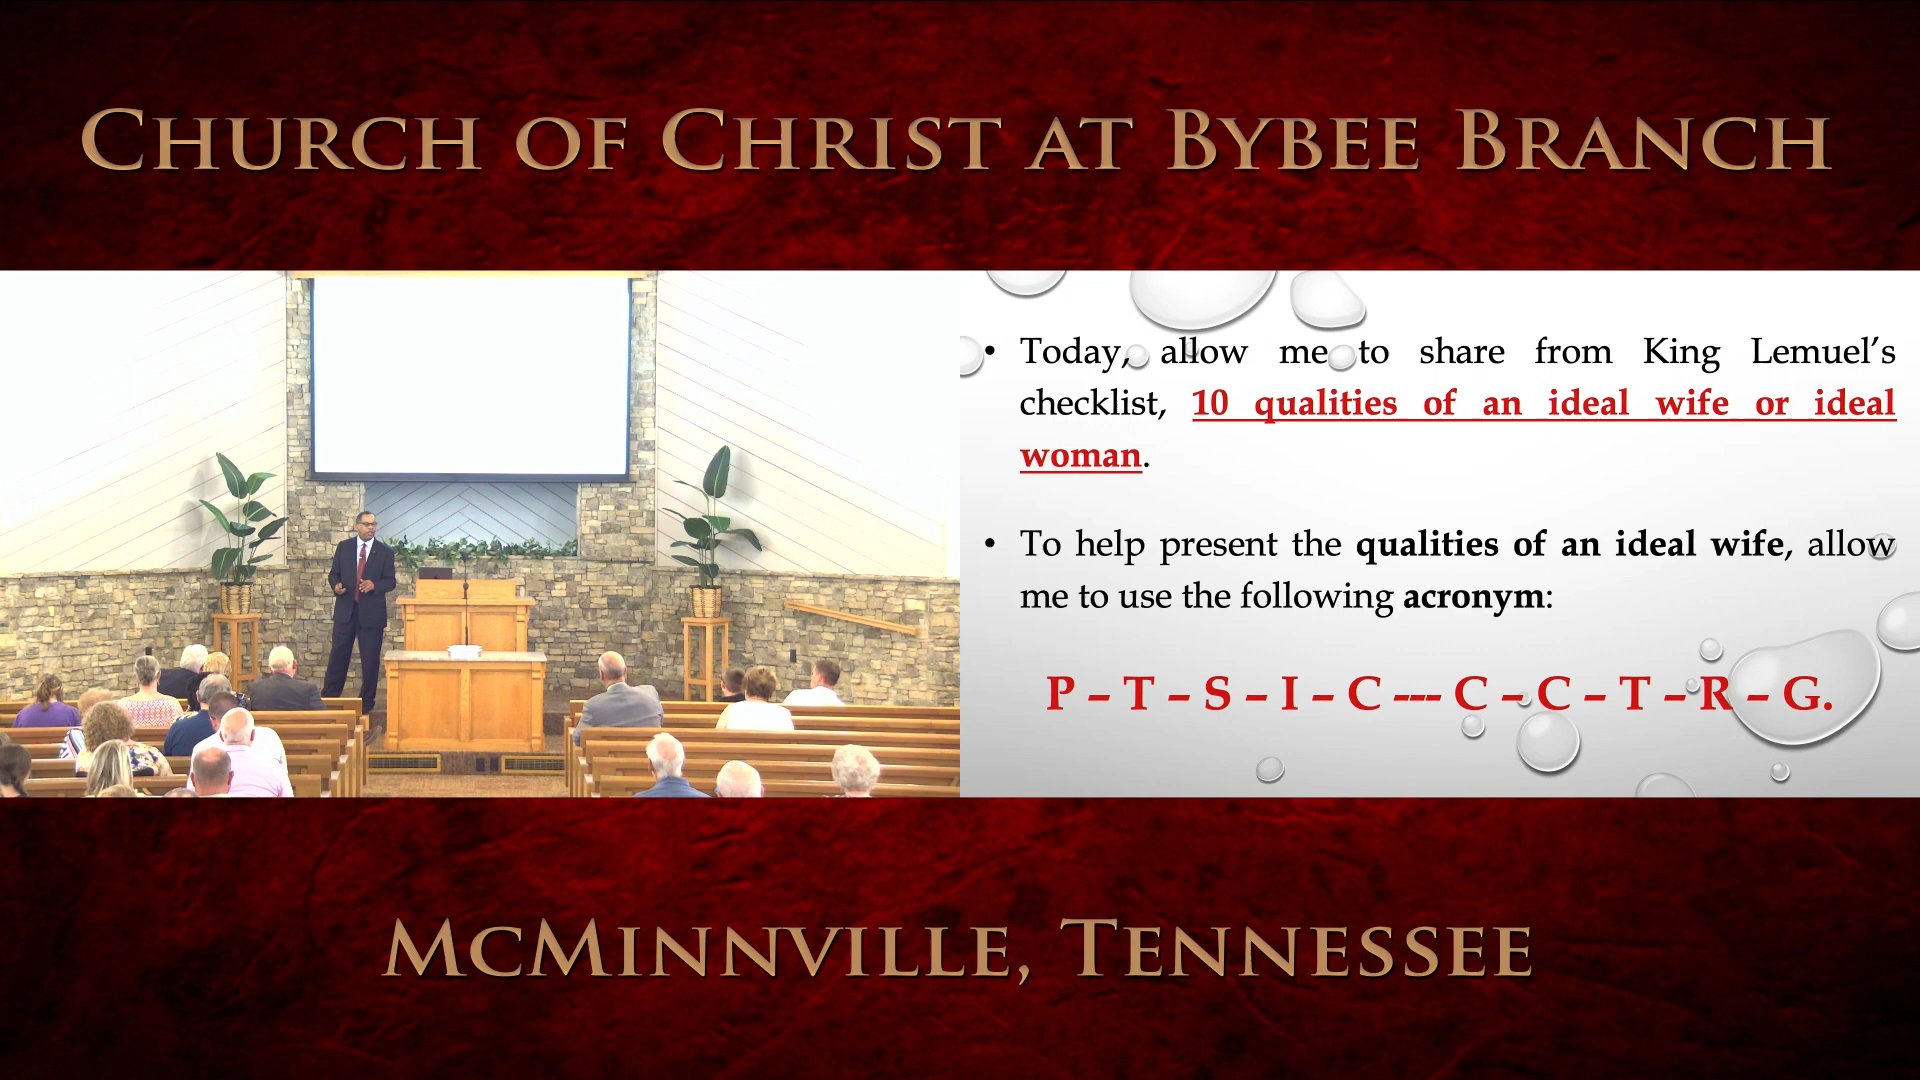 CHURCH OF CHRIST AT BYBEE BRANCH
• Today, allow me to share from King Lemuel's
checklist, 10 qualities of an ideal wife or ideal
woman.
• To help present the qualities of an ideal wife, allow
me to use the following acronym:
P – T – S – I – C --- C – C – T – R – G.
MCMINNVILLE, TENNESSEE